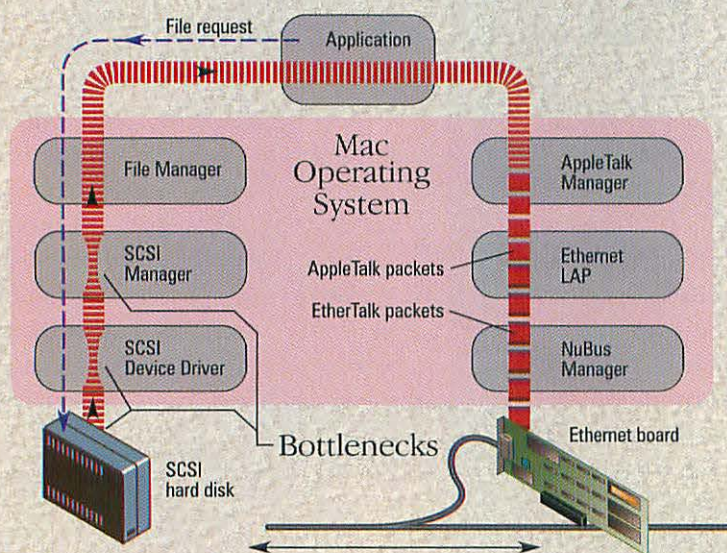 File request
Application
Mac
Operating
System
File Manager
AppleTalk
Manager
SCSI
Manager
AppleTalk packets
Ethernet
LAP
EtherTalk packets
SCSI
Device Driver
NuBus
Manager
Bottlenecks
Ethernet board
SCSI
hard disk